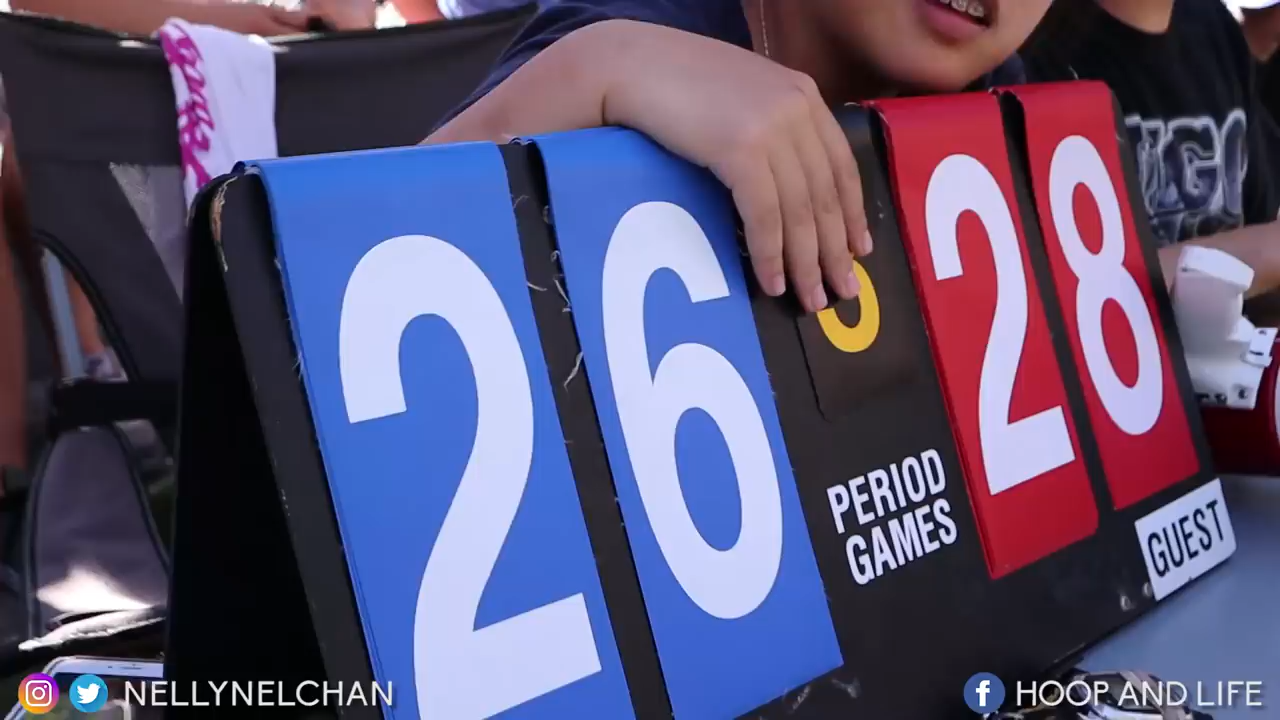 26
28
PERIOD
GAMES
GUEST
NELLYNELCHAN
HOOP AND LIFE